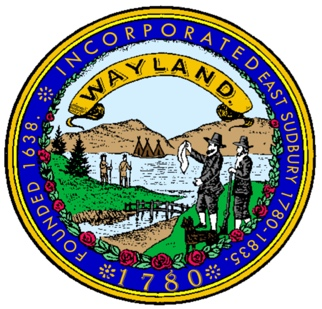 FOUNDED 1638.
INCORPORATED
EAST SUDBURY 1780-1835.
WAYLAND.
1780